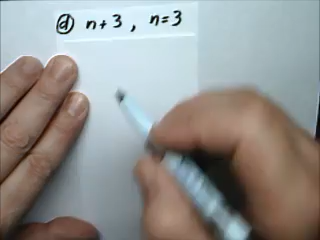 ⓓ n + 3 , n = 3